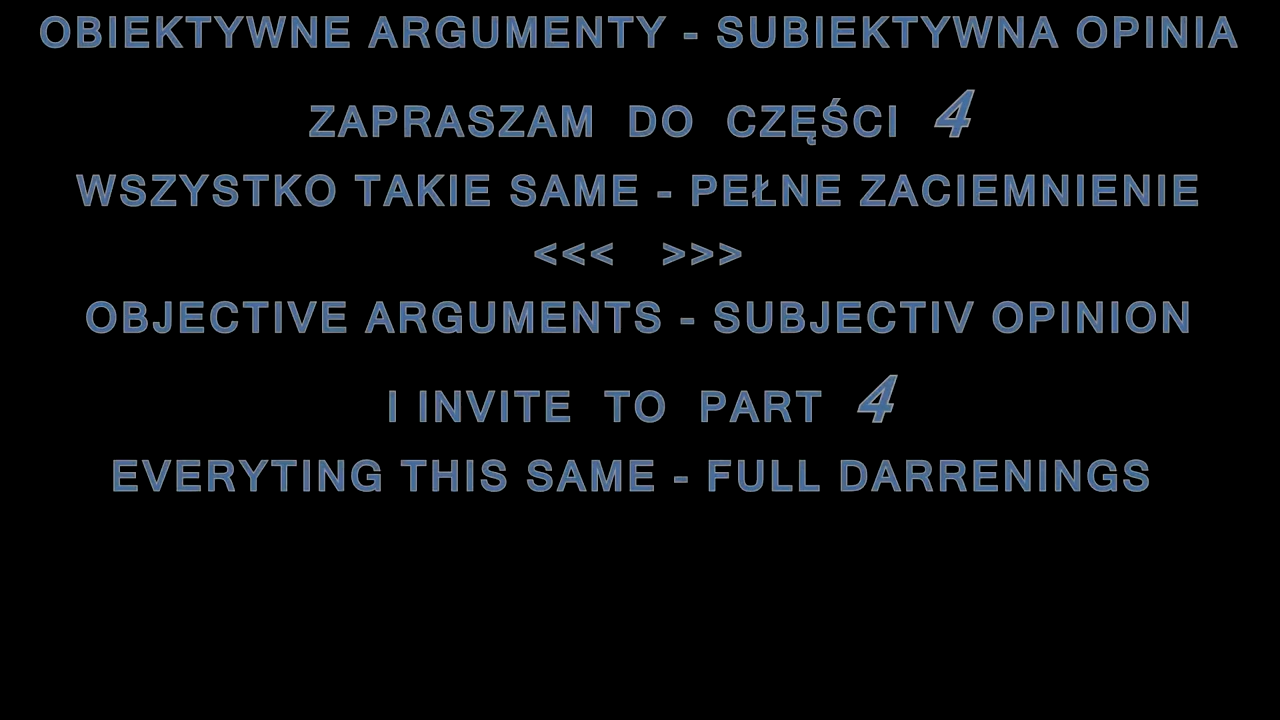 OBIEKTYWNE ARGUMENTY - SUBIEKTYWNA OPINIA
ZAPRASZAM DO CZĘŚCI 4
WSZYSTKO TAKIE SAME - PEŁNE ZACIEMNIENIE
<<< >>>
OBJECTIVE ARGUMENTS - SUBJECTIV OPINION
I INVITE TO PART 4
EVERYTING THIS SAME - FULL DARRENINGS